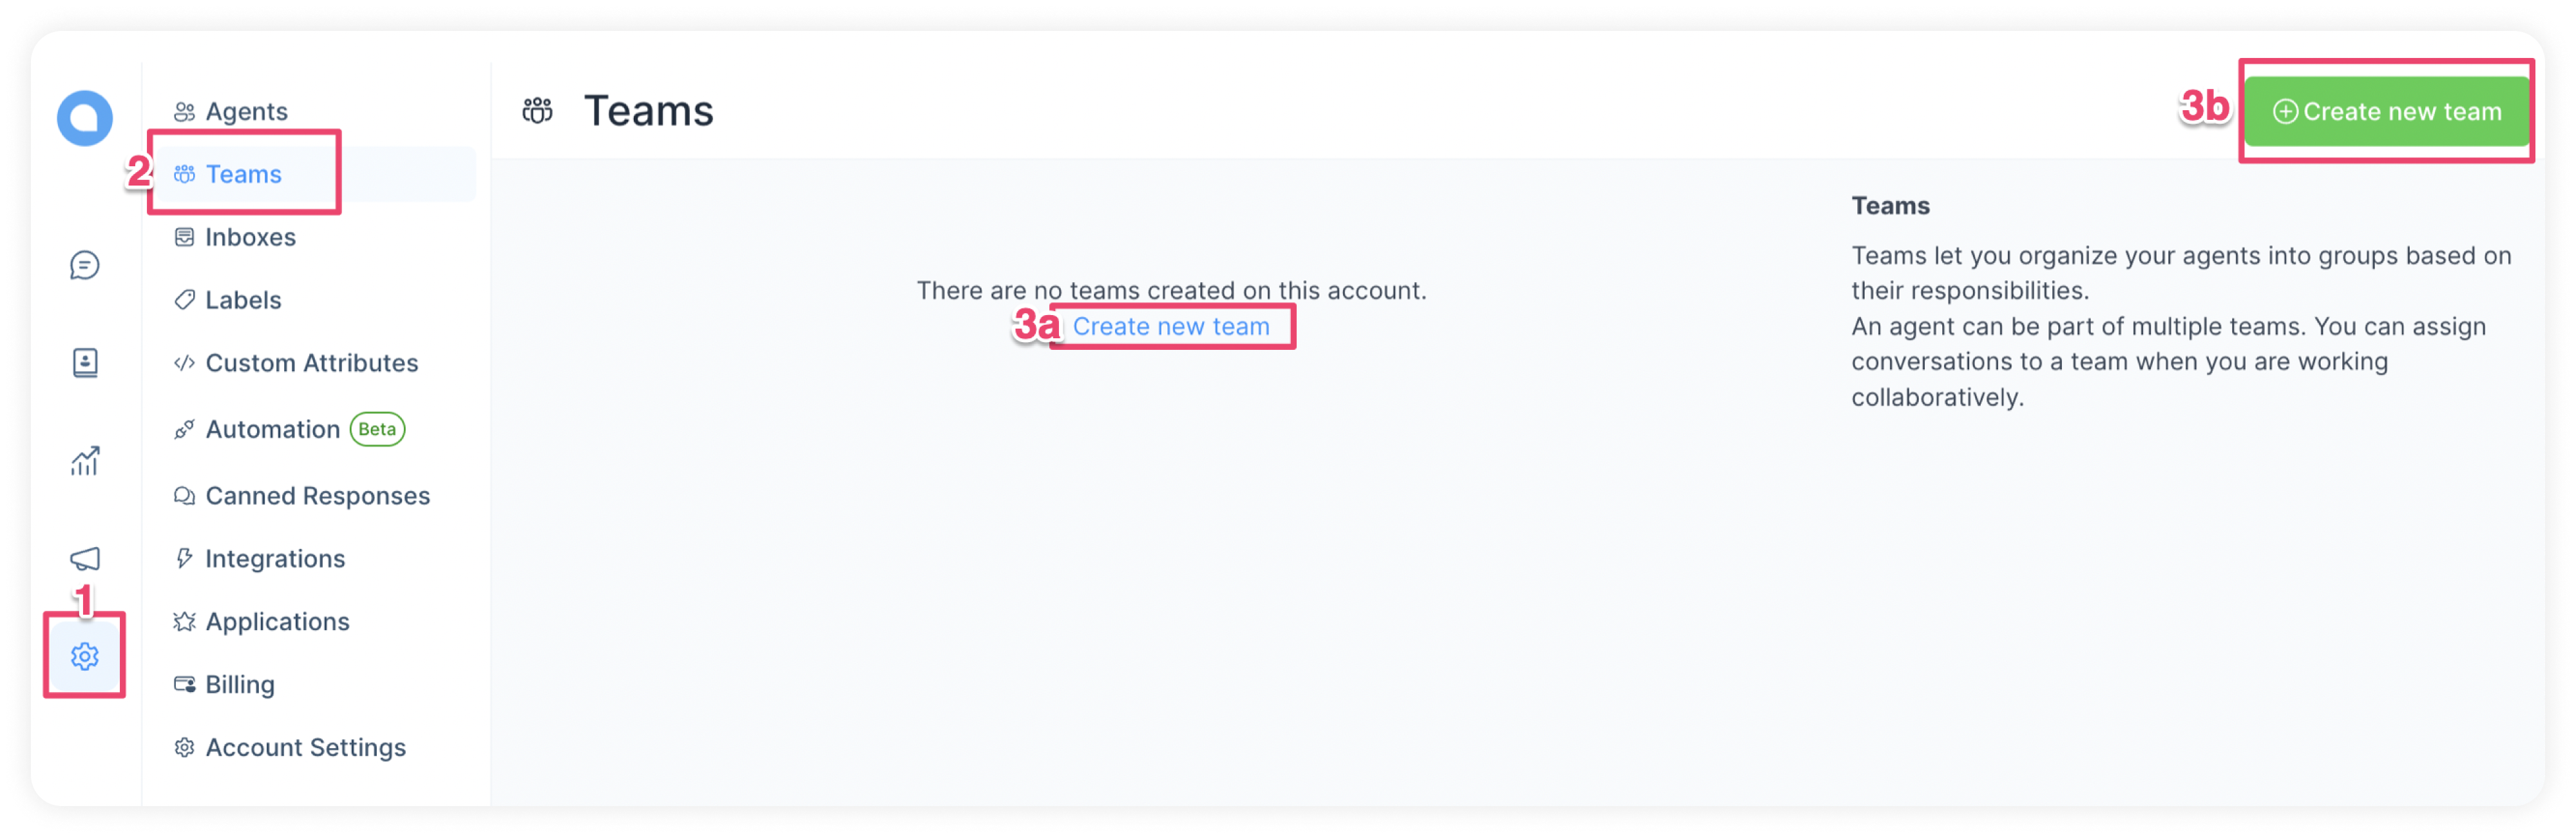 Agents
2
Teams
Inboxes
Labels
Custom Attributes
Automation Beta
Canned Responses
Integrations
1
Applications
Billing
Account Settings
Teams
3b
Create new team
There are no teams created on this account.
3a
Create new team
Teams
Teams let you organize your agents into groups based on
their responsibilities.
An agent can be part of multiple teams. You can assign
conversations to a team when you are working
collaboratively.